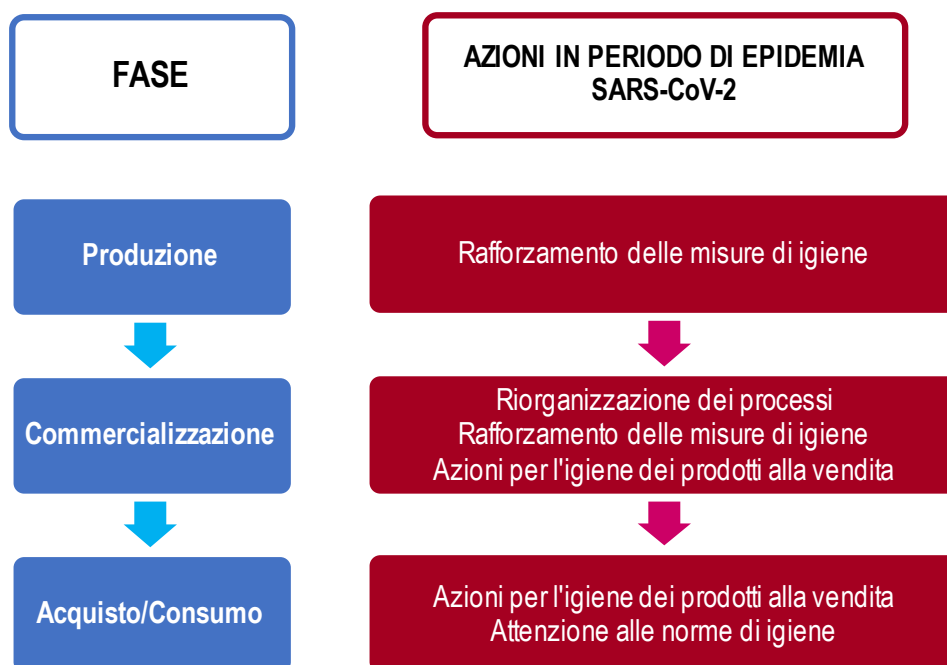 FASE
AZIONI IN PERIODO DI EPIDEMIA
SARS-CoV-2
Produzione
Rafforzamento delle misure di igiene
Commercializzazione
Riorganizzazione dei processi
Rafforzamento delle misure di igiene
Azioni per l'igiene dei prodotti alla vendita
Acquisto/Consumo
Azioni per l'igiene dei prodotti alla vendita
Attenzione alle norme di igiene